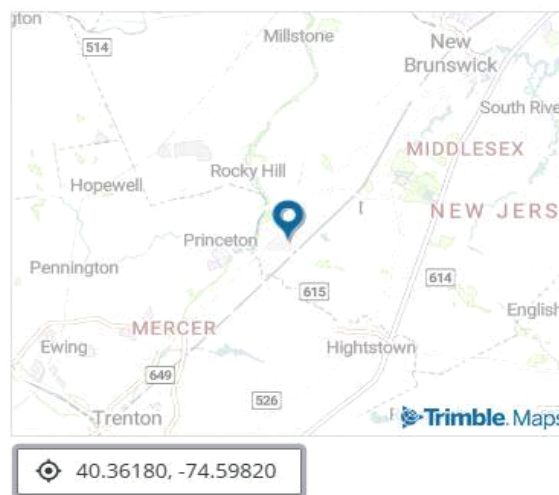 gton
514
Millstone
New
Brunswick
South Rive
MIDDLESEX
Rocky Hill
Hopewell
NEW JERS
Princeton
Pennington
615
614
English
MERCER
Ewing
Hightstown
649
526
Trenton
Trimble. Maps
40.36180, -74.59820